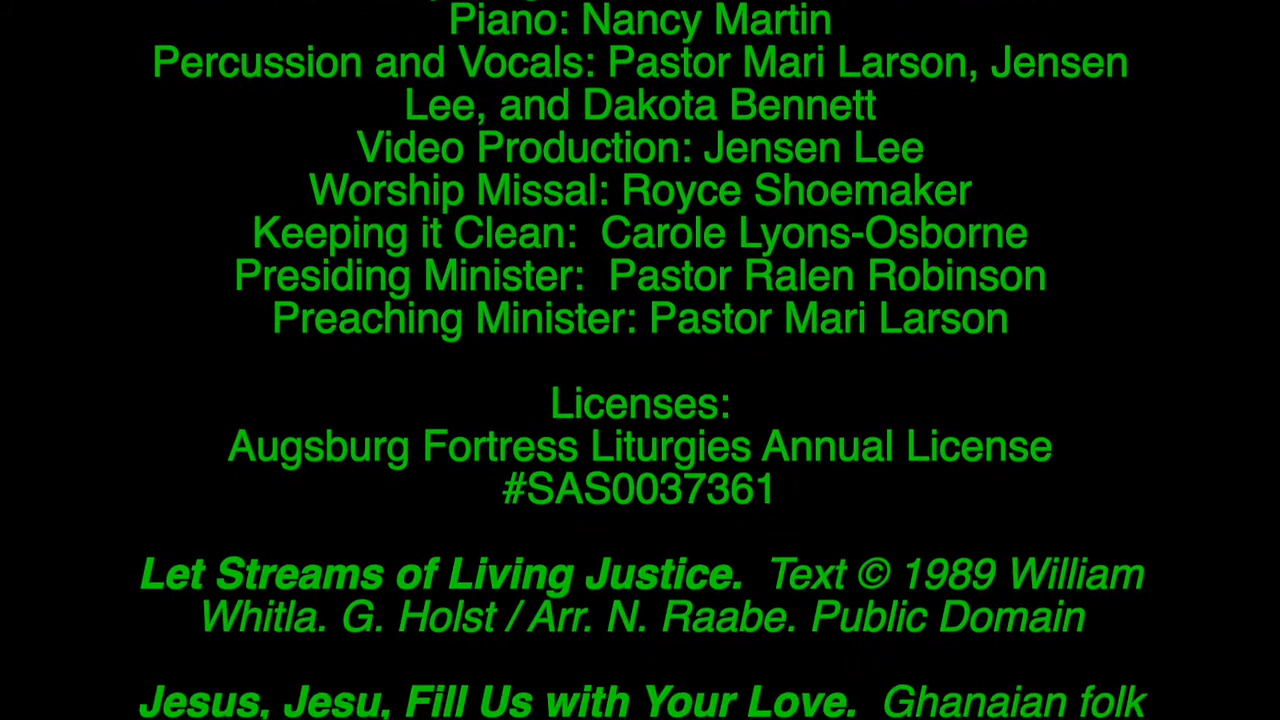 Piano: Nancy Martin
Percussion and Vocals: Pastor Mari Larson, Jensen
Lee, and Dakota Bennett
Video Production: Jensen Lee
Worship Missal: Royce Shoemaker
Keeping it Clean:  Carole Lyons-Osborne
Presiding Minister:  Pastor Ralen Robinson
Preaching Minister: Pastor Mari Larson
Licenses:
Augsburg Fortress Liturgies Annual License
#SAS0037361
Let Streams of Living Justice.  Text © 1989 William
Whitla. G. Holst / Arr. N. Raabe. Public Domain
Jesus, Jesu, Fill Us with Your Love.  Ghanaian folk